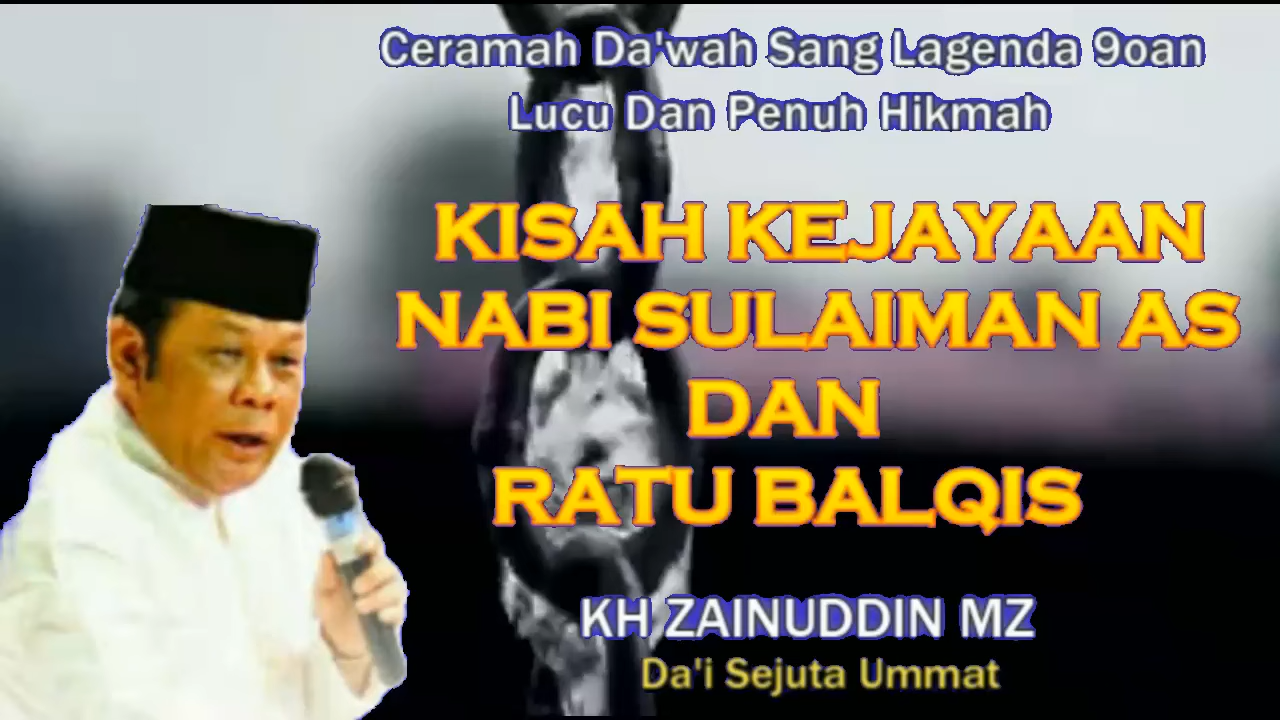 Ceramah Da'wah Sang Lagenda 9oan
Lucu Dan Penuh Hikmah
KISAH KEJAYAAN
NABI SULAIMAN AS
DAN
RATU BALQIS
KH ZAINUDDIN MZ
Da'i Sejuta Ummat